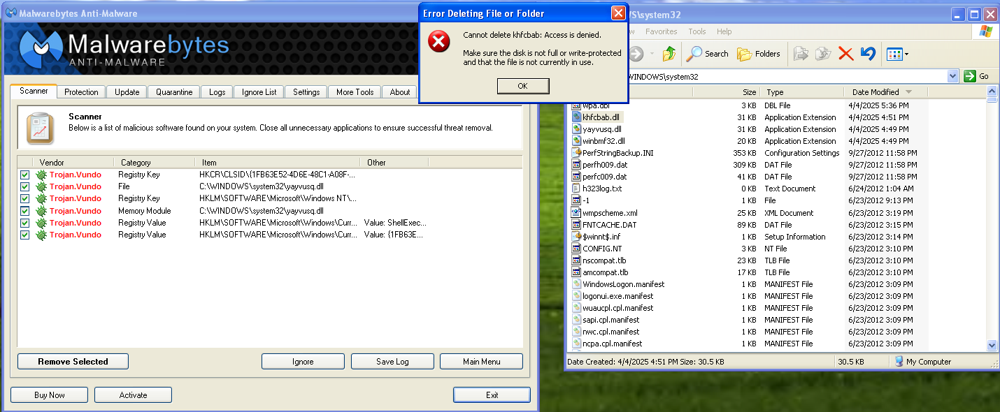 Malwarebytes Anti-Malware
Malwarebytes
ANTI-MALWARE
Scanner Protection Update Quarantine Logs Ignore List Settings More Tools About
Scanner
Below is a list of malicious software found on your system. Close all unnecessary applications to ensure successful threat removal.
Vendor Category Item Other
Trojan.Vundo Registry Key HKCR\CLSID\{1FB63E52-4D6E-48C1-A08F-...
Trojan.Vundo File C:\WINDOWS\system32\yayvusq.dll
Trojan.Vundo Registry Key HKLM\SOFTWARE\Microsoft\Windows NT\...
Trojan.Vundo Memory Module C:\WINDOWS\system32\yayvusq.dll
Trojan.Vundo Registry Value HKLM\SOFTWARE\Microsoft\Windows\Curr... Value: ShellExec...
Trojan.Vundo Registry Value HKLM\SOFTWARE\Microsoft\Windows\Curr... Value: {1FB63E...
Remove Selected Ignore Save Log Main Menu
Buy Now Activate Exit
Error Deleting File or Folder
Cannot delete khfcbab: Access is denied.
Make sure the disk is not full or write-protected
and that the file is not currently in use.
OK
S\system32
Favorites Tools Help
Search Folders
WINDOWS\system32 Go
Size Type Date Modified
wpa.dbl 3 KB DBL File 4/4/2025 5:36 PM
khfcbab.dll 31 KB Application Extension 4/4/2025 4:51 PM
yayvusq.dll 31 KB Application Extension 4/4/2025 4:49 PM
winbmf32.dll 20 KB Application Extension 4/4/2025 4:49 PM
PerfStringBackup.INI 353 KB Configuration Settings 9/27/2012 11:58 PM
perfh009.dat 309 KB DAT File 9/27/2012 11:58 PM
perfc009.dat 41 KB DAT File 9/27/2012 11:58 PM
h323log.txt 0 KB Text Document 6/24/2012 1:04 AM
-1 1 KB File 6/23/2012 9:13 PM
wmpscheme.xml 25 KB XML Document 6/23/2012 3:19 PM
FNTCACHE.DAT 89 KB DAT File 6/23/2012 3:15 PM
$winnt$.inf 1 KB Setup Information 6/23/2012 3:14 PM
CONFIG.NT 3 KB NT File 6/23/2012 3:10 PM
nscompat.tlb 23 KB TLB File 6/23/2012 3:10 PM
amcompat.tlb 17 KB TLB File 6/23/2012 3:10 PM
WindowsLogon.manifest 1 KB MANIFEST File 6/23/2012 3:09 PM
logonui.exe.manifest 1 KB MANIFEST File 6/23/2012 3:09 PM
wuaucpl.cpl.manifest 1 KB MANIFEST File 6/23/2012 3:09 PM
sapi.cpl.manifest 1 KB MANIFEST File 6/23/2012 3:09 PM
nwc.cpl.manifest 1 KB MANIFEST File 6/23/2012 3:09 PM
ncpa.cpl.manifest 1 KB MANIFEST File 6/23/2012 3:09 PM
Date Created: 4/4/2025 4:51 PM Size: 30.5 KB 30.5 KB My Computer